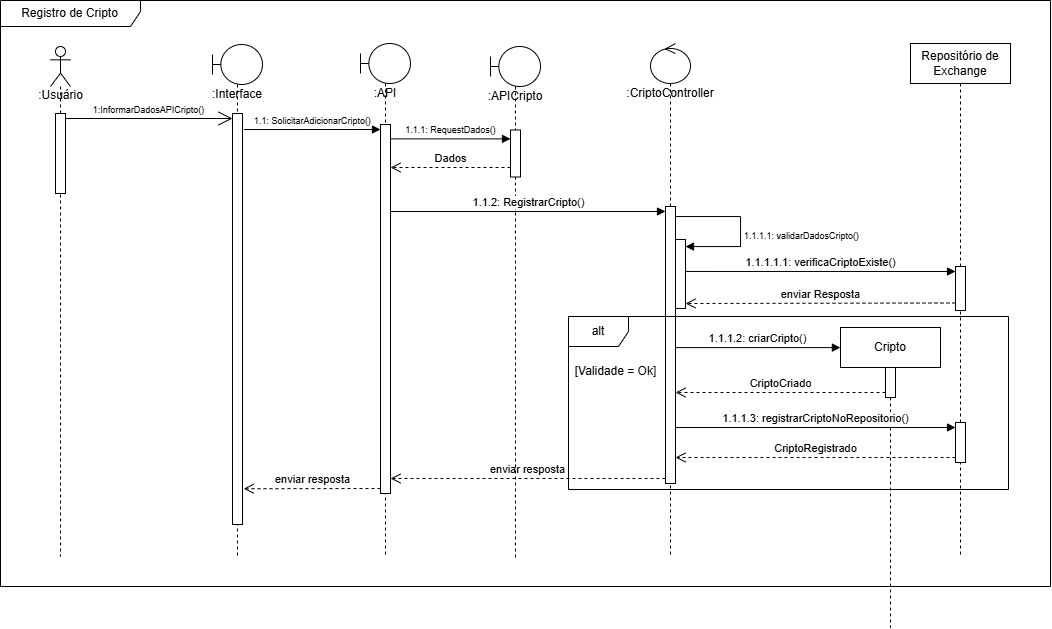 Registro de Cripto
:Usuário
:Interface
:API
:APICripto
:CriptoController
Repositório de
Exchange
1:InformarDadosAPICripto()
1.1: SolicitarAdicionarCripto()
1.1.1: RequestDados()
Dados
1.1.2: RegistrarCripto()
1.1.1.1: validarDadosCripto()
1.1.1.1.1: verificaCriptoExiste()
enviar Resposta
alt
1.1.1.2: criarCripto()
Cripto
[Validade = Ok]
CriptoCriado
1.1.1.3: registrarCriptoNoRepositorio()
CriptoRegistrado
enviar resposta
enviar resposta